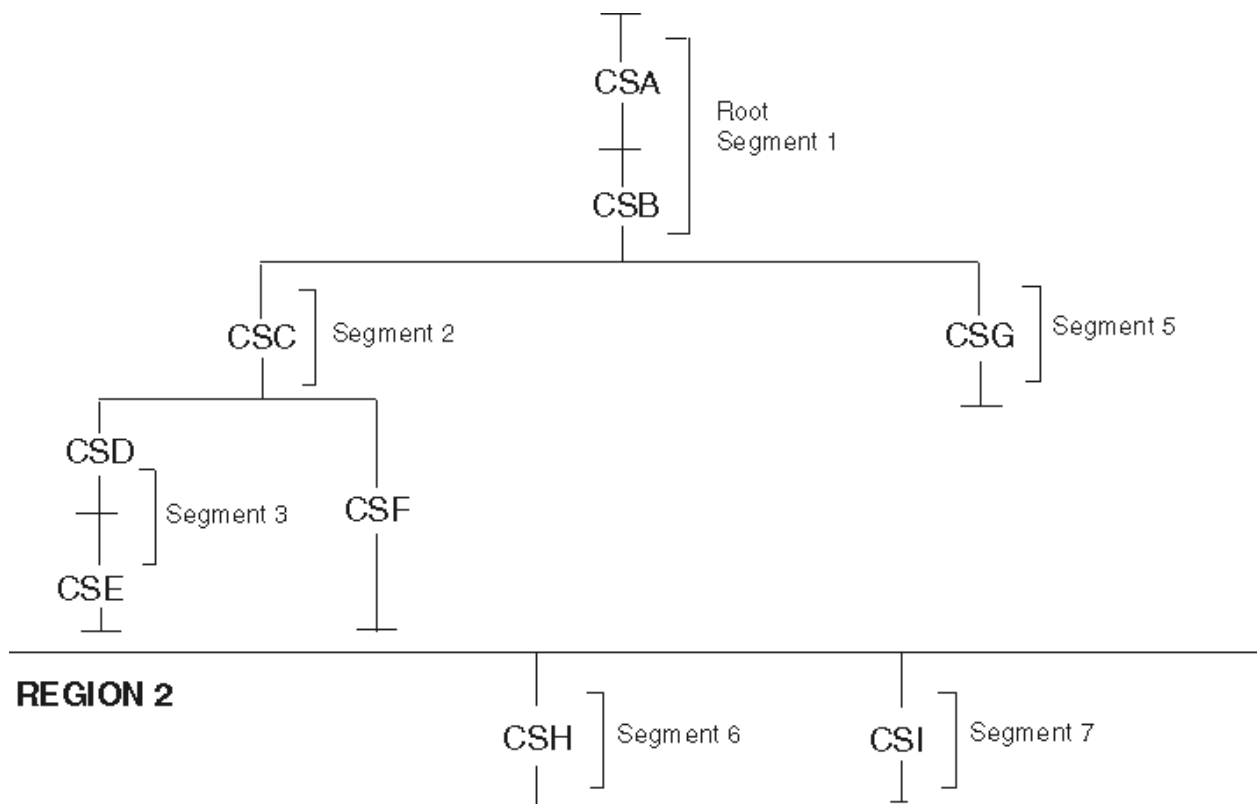 CSA
Root
Segment 1
CSB
CSC
Segment 2
CSG
Segment 5
CSD
Segment 3
CSF
CSE
REGION 2
CSH
Segment 6
CSI
Segment 7